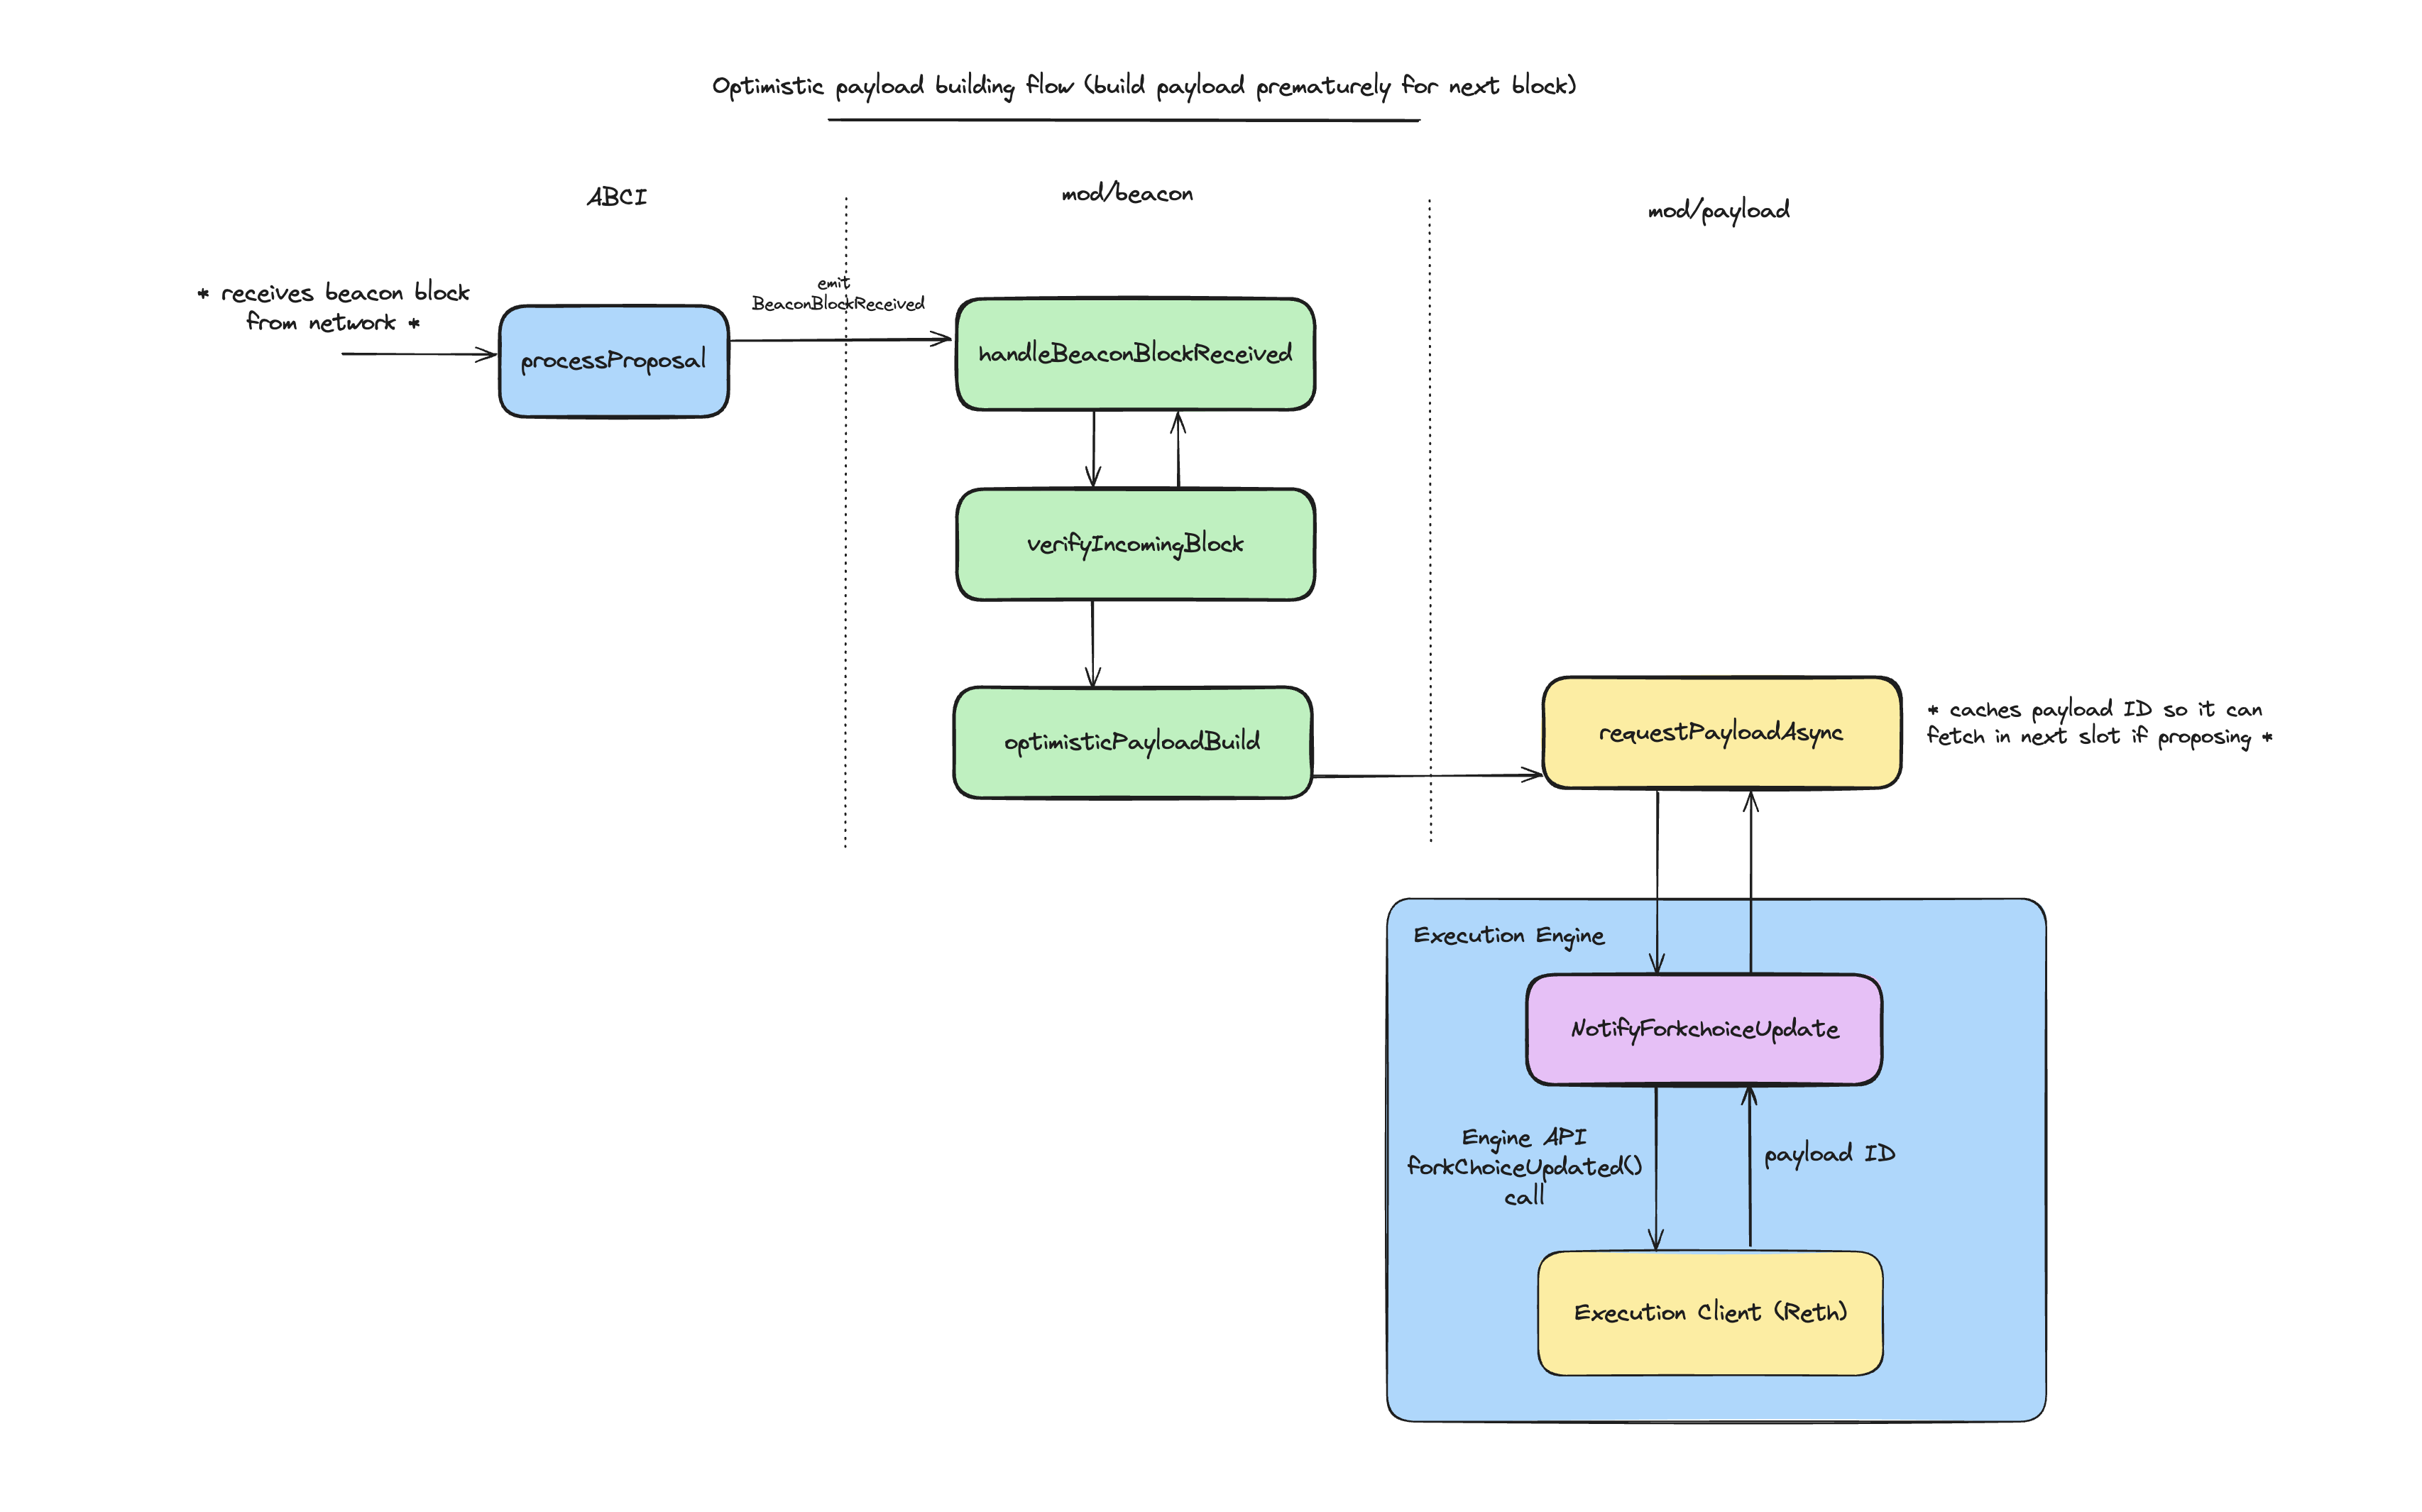 Optimistic payload building flow (build payload prematurely for next block)
ABCI
mod/beacon
mod/payload
* receives beacon block
from network *
processProposal
emit
BeaconBlockReceived
handleBeaconBlockReceived
verifyIncomingBlock
optimisticPayloadBuild
requestPayloadAsync
* caches payload ID so it can
fetch in next slot if proposing *
Execution Engine
NotifyForkchoiceUpdate
Engine API
forkChoiceUpdated()
call
payload ID
Execution Client (Reth)